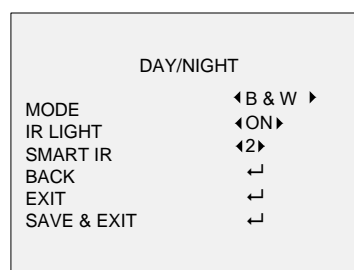 DAY/NIGHT
MODE B & W
IR LIGHT ON
SMART IR 2
BACK
EXIT
SAVE & EXIT